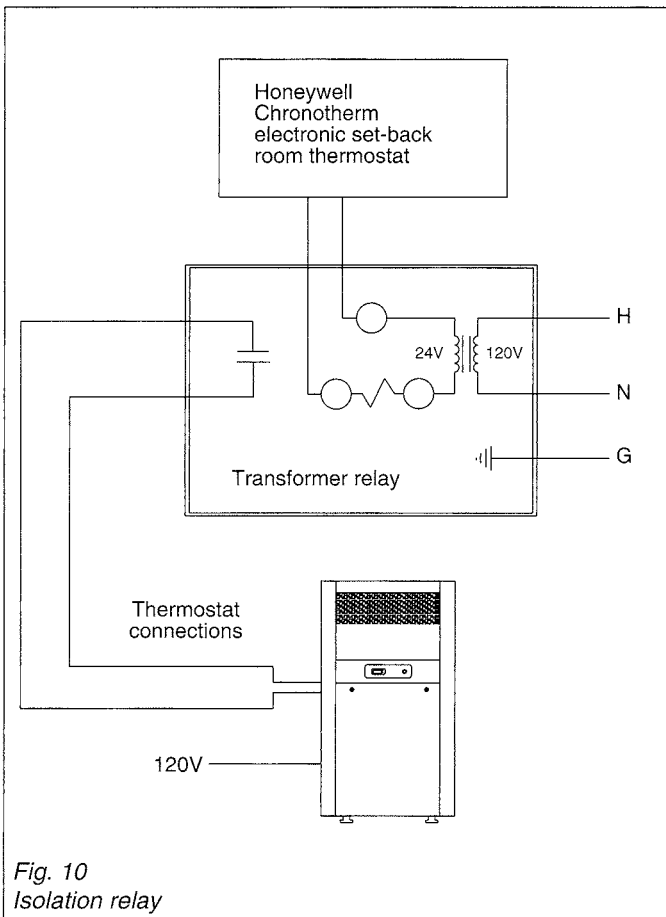 Honeywell
Chronotherm
electronic set-back
room thermostat
H
24V 120V
N
G
Transformer relay
Thermostat
connections
120V
Fig. 10
Isolation relay